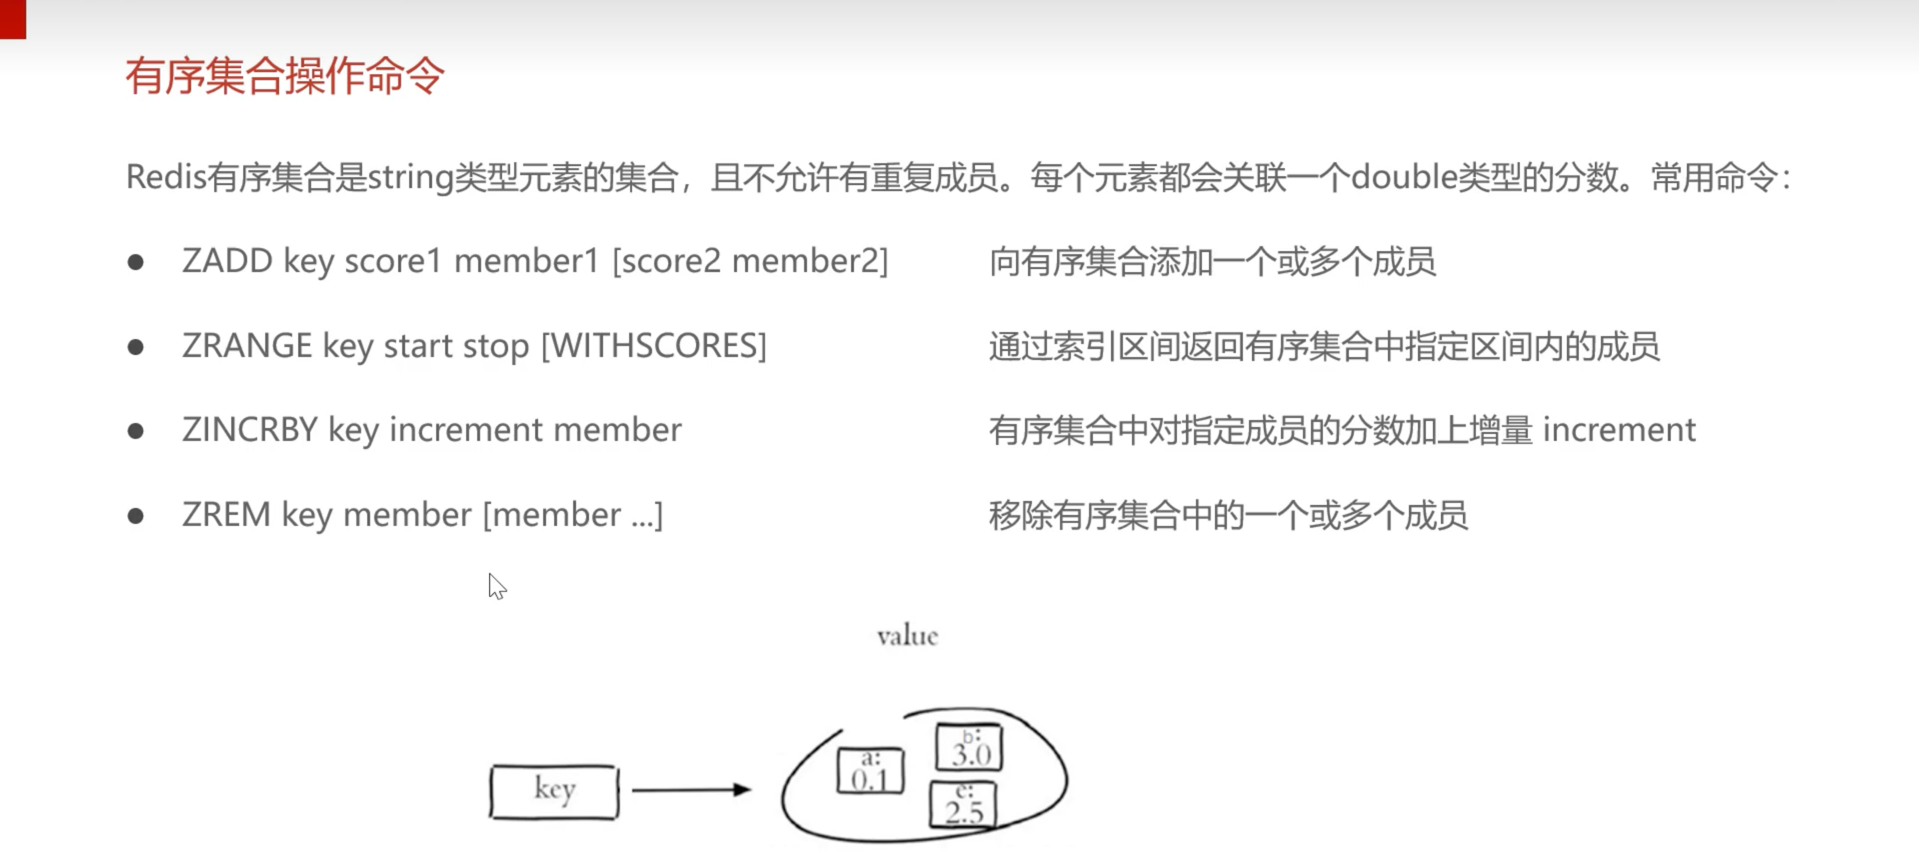 有序集合操作命令
Redis有序集合是string类型元素的集合，且不允许有重复成员。每个元素都会关联一个double类型的分数。常用命令：
● ZADD key score1 member1 [score2 member2] 向有序集合添加一个或多个成员
● ZRANGE key start stop [WITHSCORES] 通过索引区间返回有序集合中指定区间内的成员
● ZINCRBY key increment member 有序集合中对指定成员的分数加上增量 increment
● ZREM key member [member ...] 移除有序集合中的一个或多个成员
value
b:
3.0
a:
0.1
key
c:
2.5